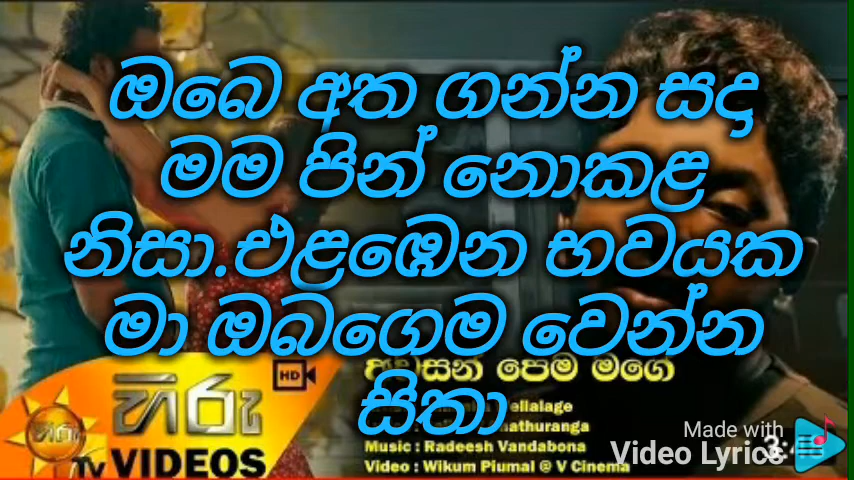 ඔබෙ අත ගන්න සදා
මම පින් නොකළ
නිසා.එළඹෙන භවයක
මා ඔබගෙම වෙන්න
සිතා
අවසන් පෙම මගේ
HD
හිරු
හිරු
Tv VIDEOS
Music : Radeesh Vandabona
Video : Wikum Piumal @ V Cinema
Made with
Video Lyrics